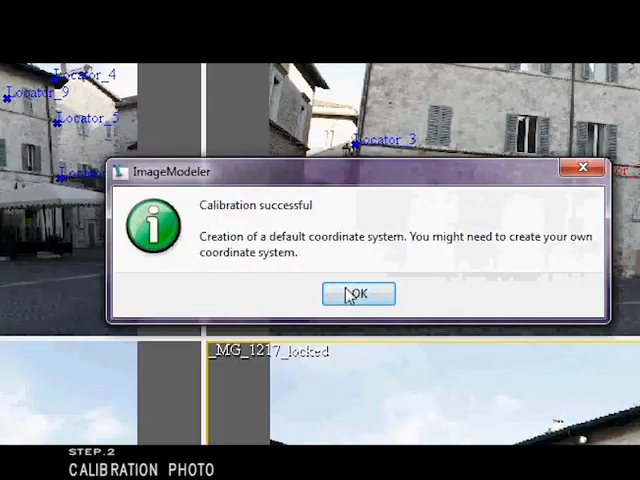 Locator_4
Locator_9
Locator_5
Locator_3
ImageModeler
Calibration successful
Creation of a default coordinate system. You might need to create your own
coordinate system.
OK
_MG_1217_locked
STEP.2
CALIBRATION PHOTO